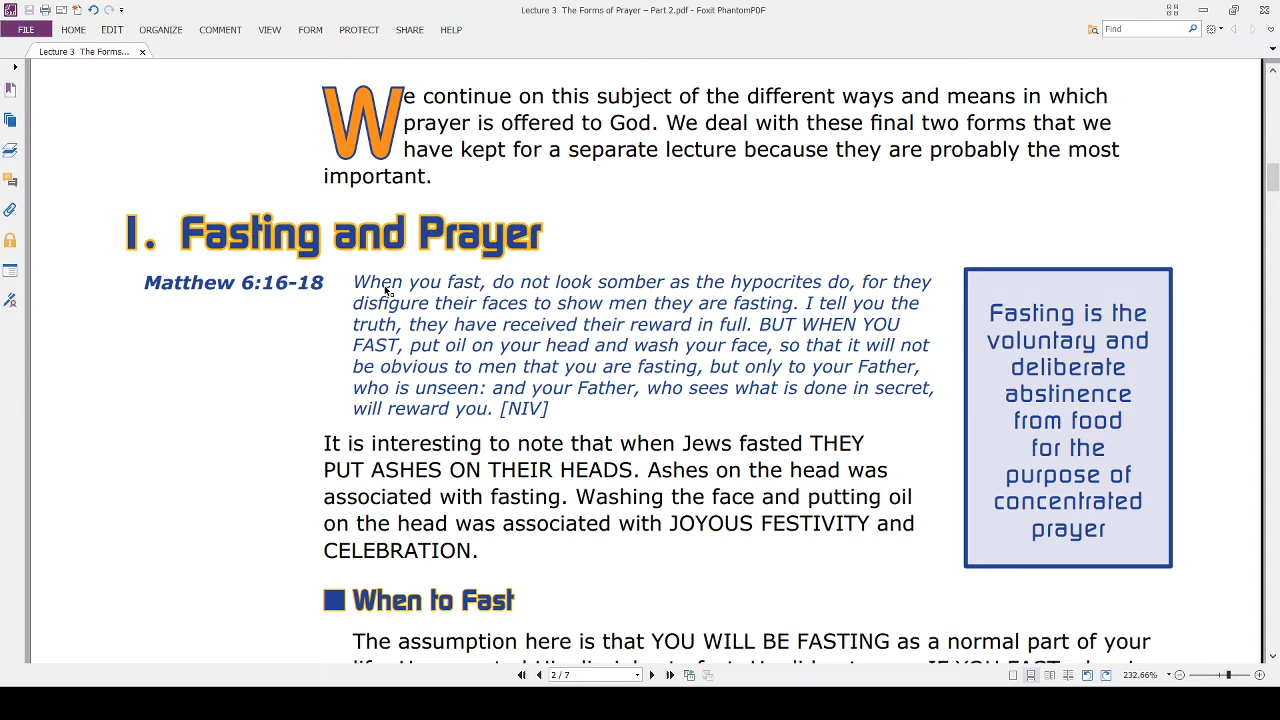 Lecture 3  The Forms of Prayer – Part 2.pdf - Foxit PhantomPDF
FILE HOME EDIT ORGANIZE COMMENT VIEW FORM PROTECT SHARE HELP
Find
Lecture 3  The Forms...
We continue on this subject of the different ways and means in which
prayer is offered to God. We deal with these final two forms that we
have kept for a separate lecture because they are probably the most
important.
1. Fasting and Prayer
Matthew 6:16-18
When you fast, do not look somber as the hypocrites do, for they
disfigure their faces to show men they are fasting. I tell you the
truth, they have received their reward in full. BUT WHEN YOU
FAST, put oil on your head and wash your face, so that it will not
be obvious to men that you are fasting, but only to your Father,
who is unseen: and your Father, who sees what is done in secret,
will reward you. [NIV]
Fasting is the
voluntary and
deliberate
abstinence
from food
for the
purpose of
concentrated
prayer
It is interesting to note that when Jews fasted THEY
PUT ASHES ON THEIR HEADS. Ashes on the head was
associated with fasting. Washing the face and putting oil
on the head was associated with JOYOUS FESTIVITY and
CELEBRATION.
When to Fast
The assumption here is that YOU WILL BE FASTING as a normal part of your
2 / 7
232.66%